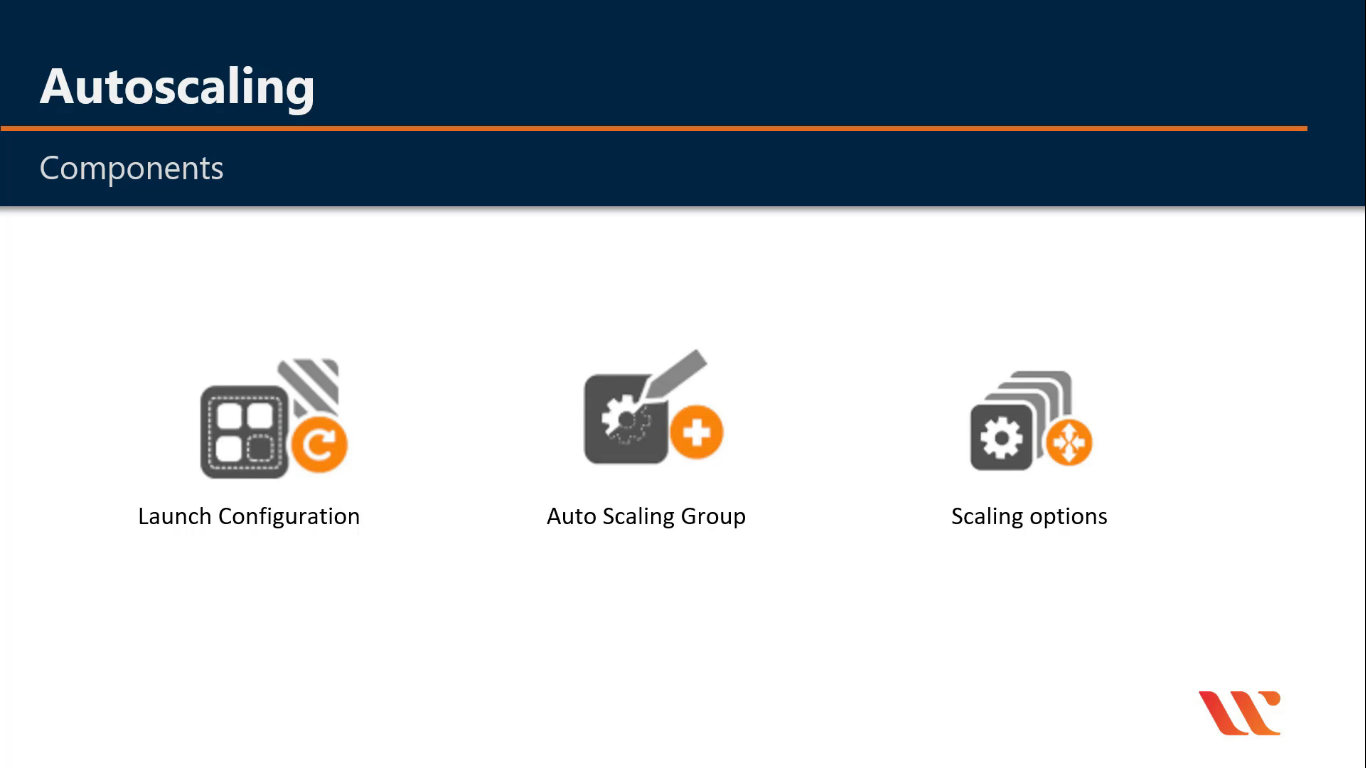 Autoscaling
Components
Launch Configuration
Auto Scaling Group
Scaling options